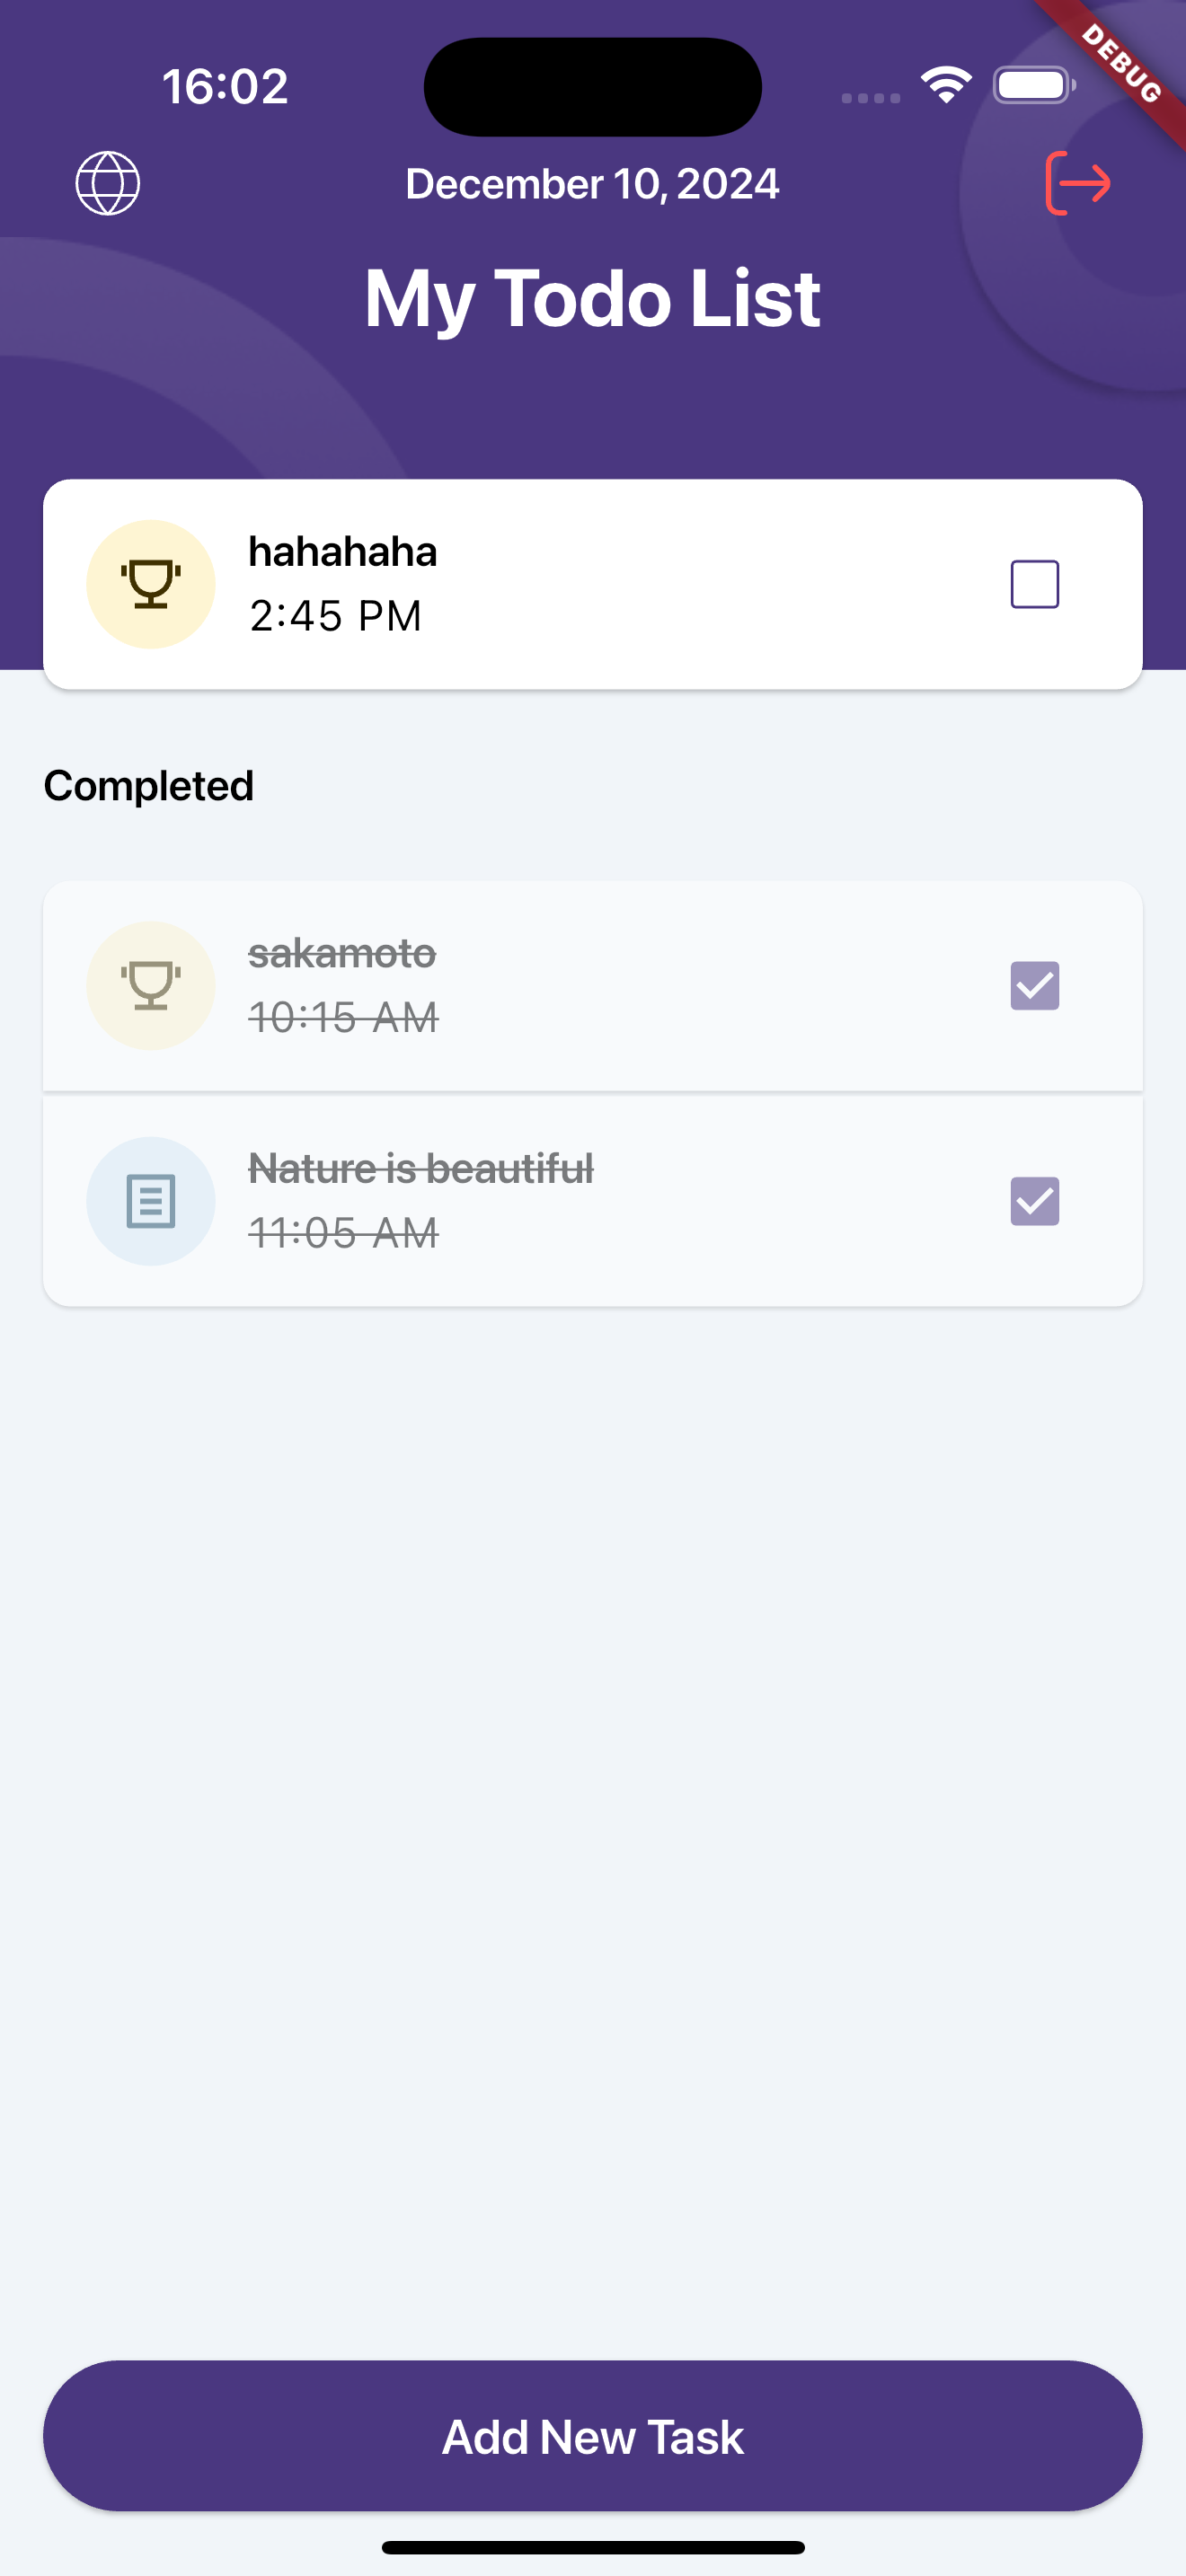 16:02
DEBUG
December 10, 2024
My Todo List
hahahaha
2:45 PM
Completed
sakamoto
10:15 AM
Nature is beautiful
11:05 AM
Add New Task